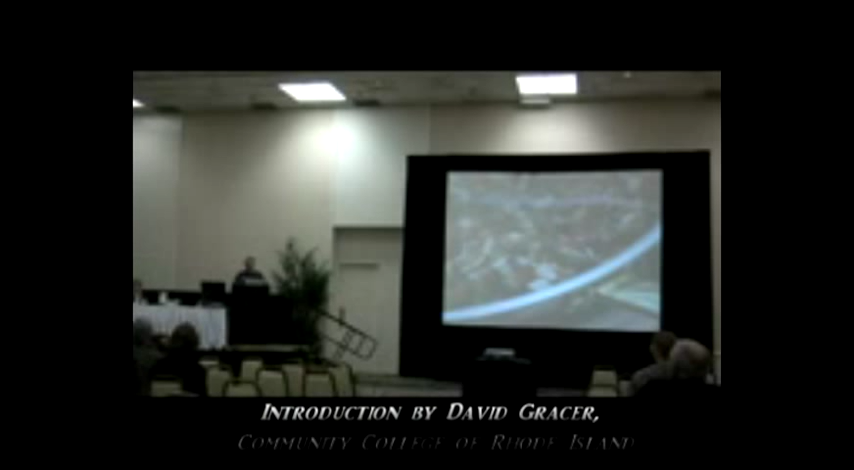 Introduction by David Gracer,
Community College of Rhode Island